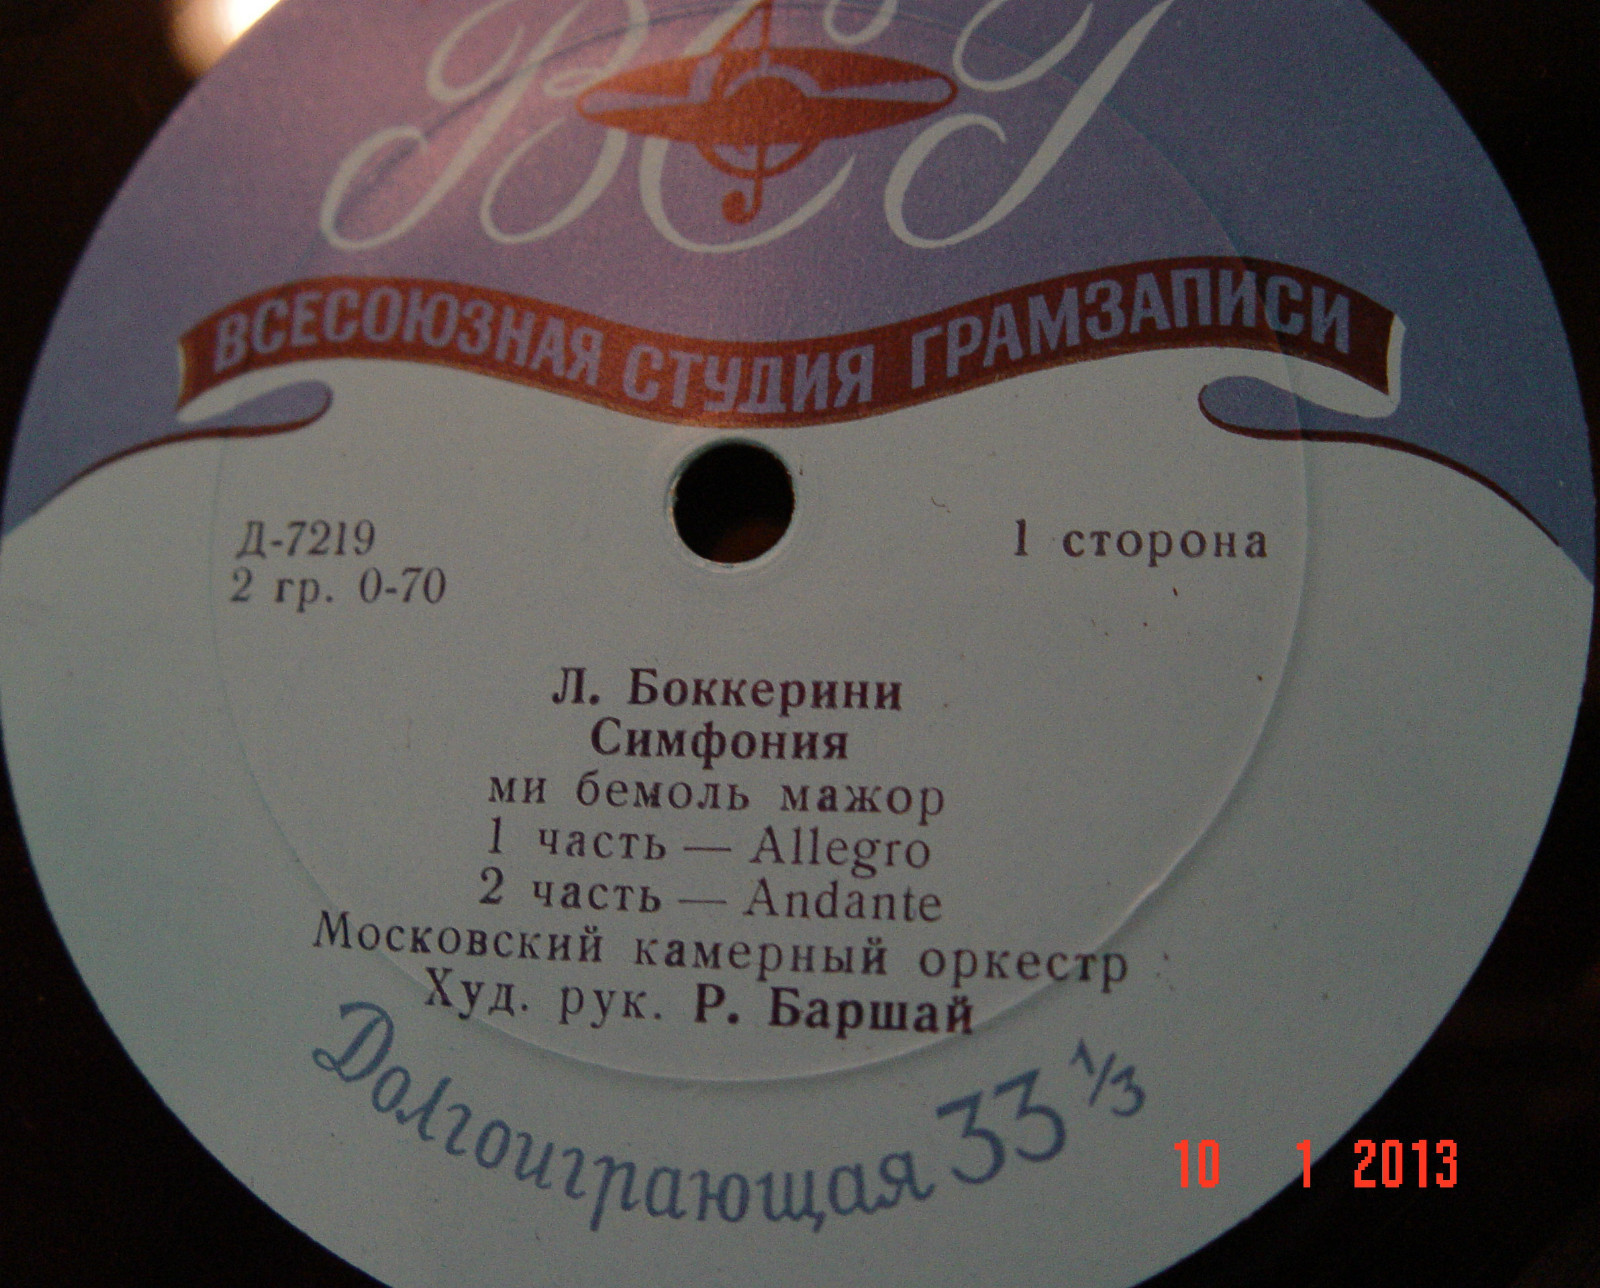 ВСГ
ВСЕСОЮЗНАЯ СТУДИЯ ГРАМЗАПИСИ
Д-7219
2 гр. 0-70
1 сторона
Л. Боккерини
Симфония
ми бемоль мажор
1 часть — Allegro
2 часть — Andante
Московский камерный оркестр
Худ. рук. Р. Баршай
Долгоиграющая 33 1/3
10 1 2013